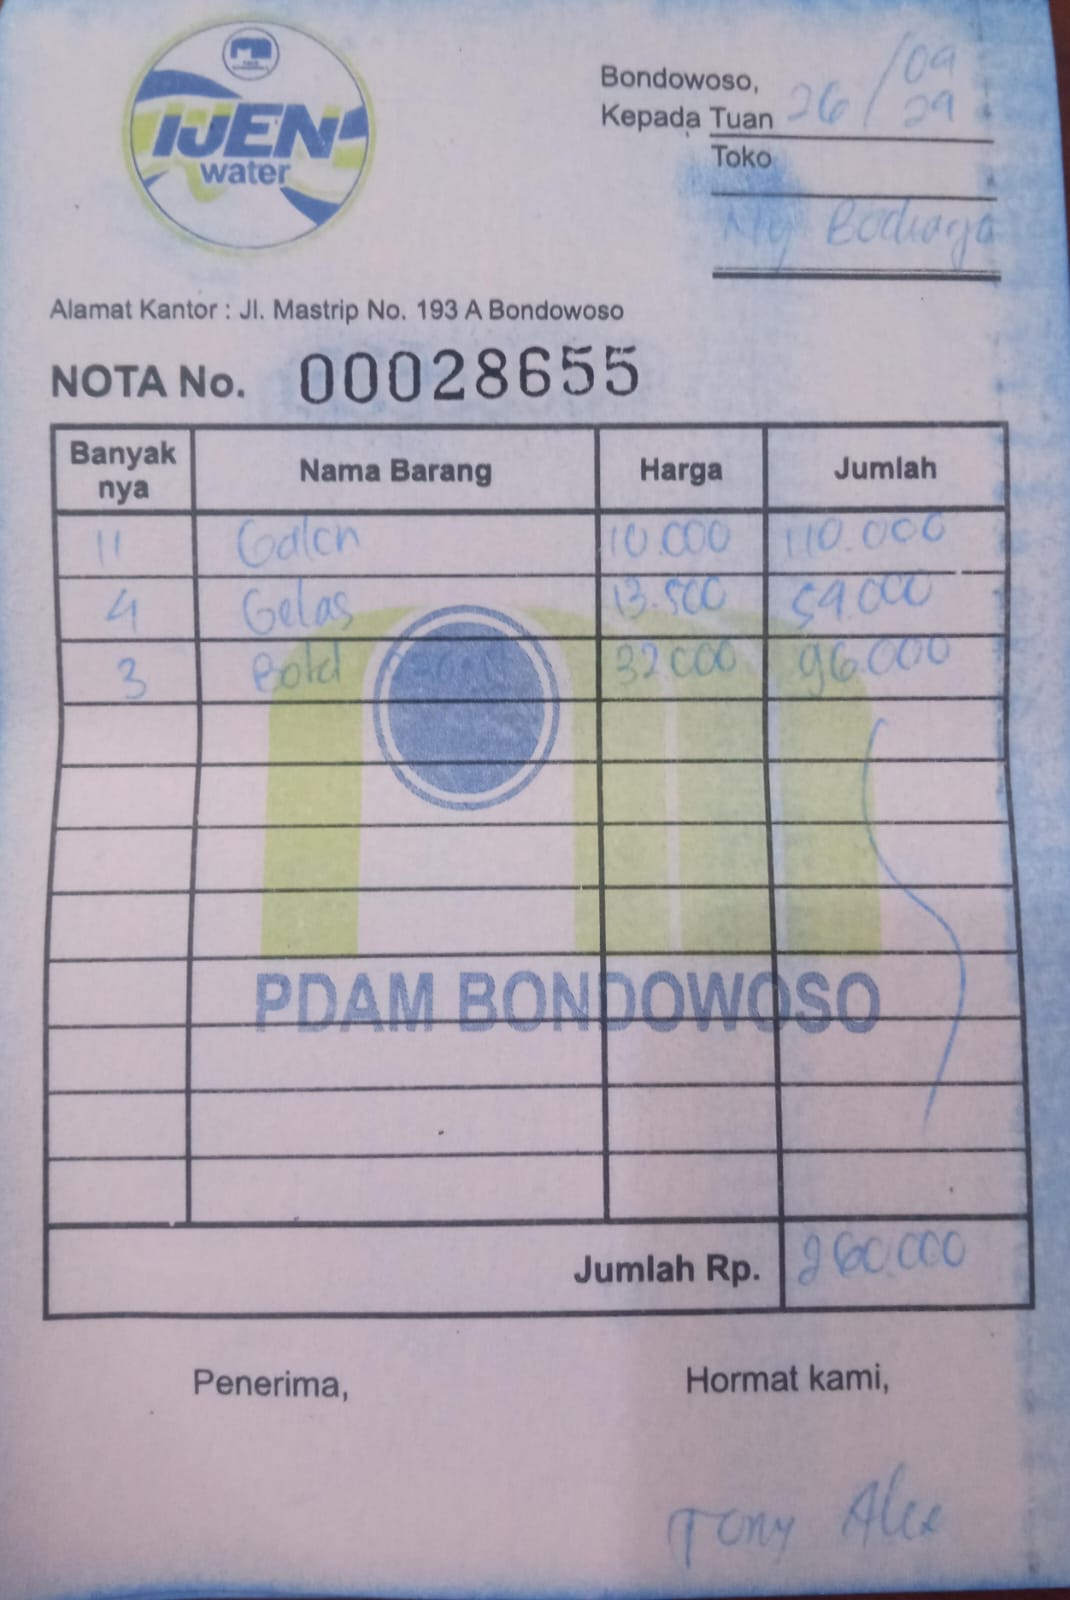 IJEN
water
Bondowoso, 26/09
Kepada Tuan 29
Toko
My
Alamat Kantor : Jl. Mastrip No. 193 A Bondowoso
NOTA No. 00028655
Banyak nya Nama Barang Harga Jumlah
11 Galon 10.000 110.000
4 Gelas 13.500 54.000
3 Botol 32.000 96.000
PDAM BONDOWOSO
Jumlah Rp. 260.000
Penerima, Hormat kami,
Tony Alex